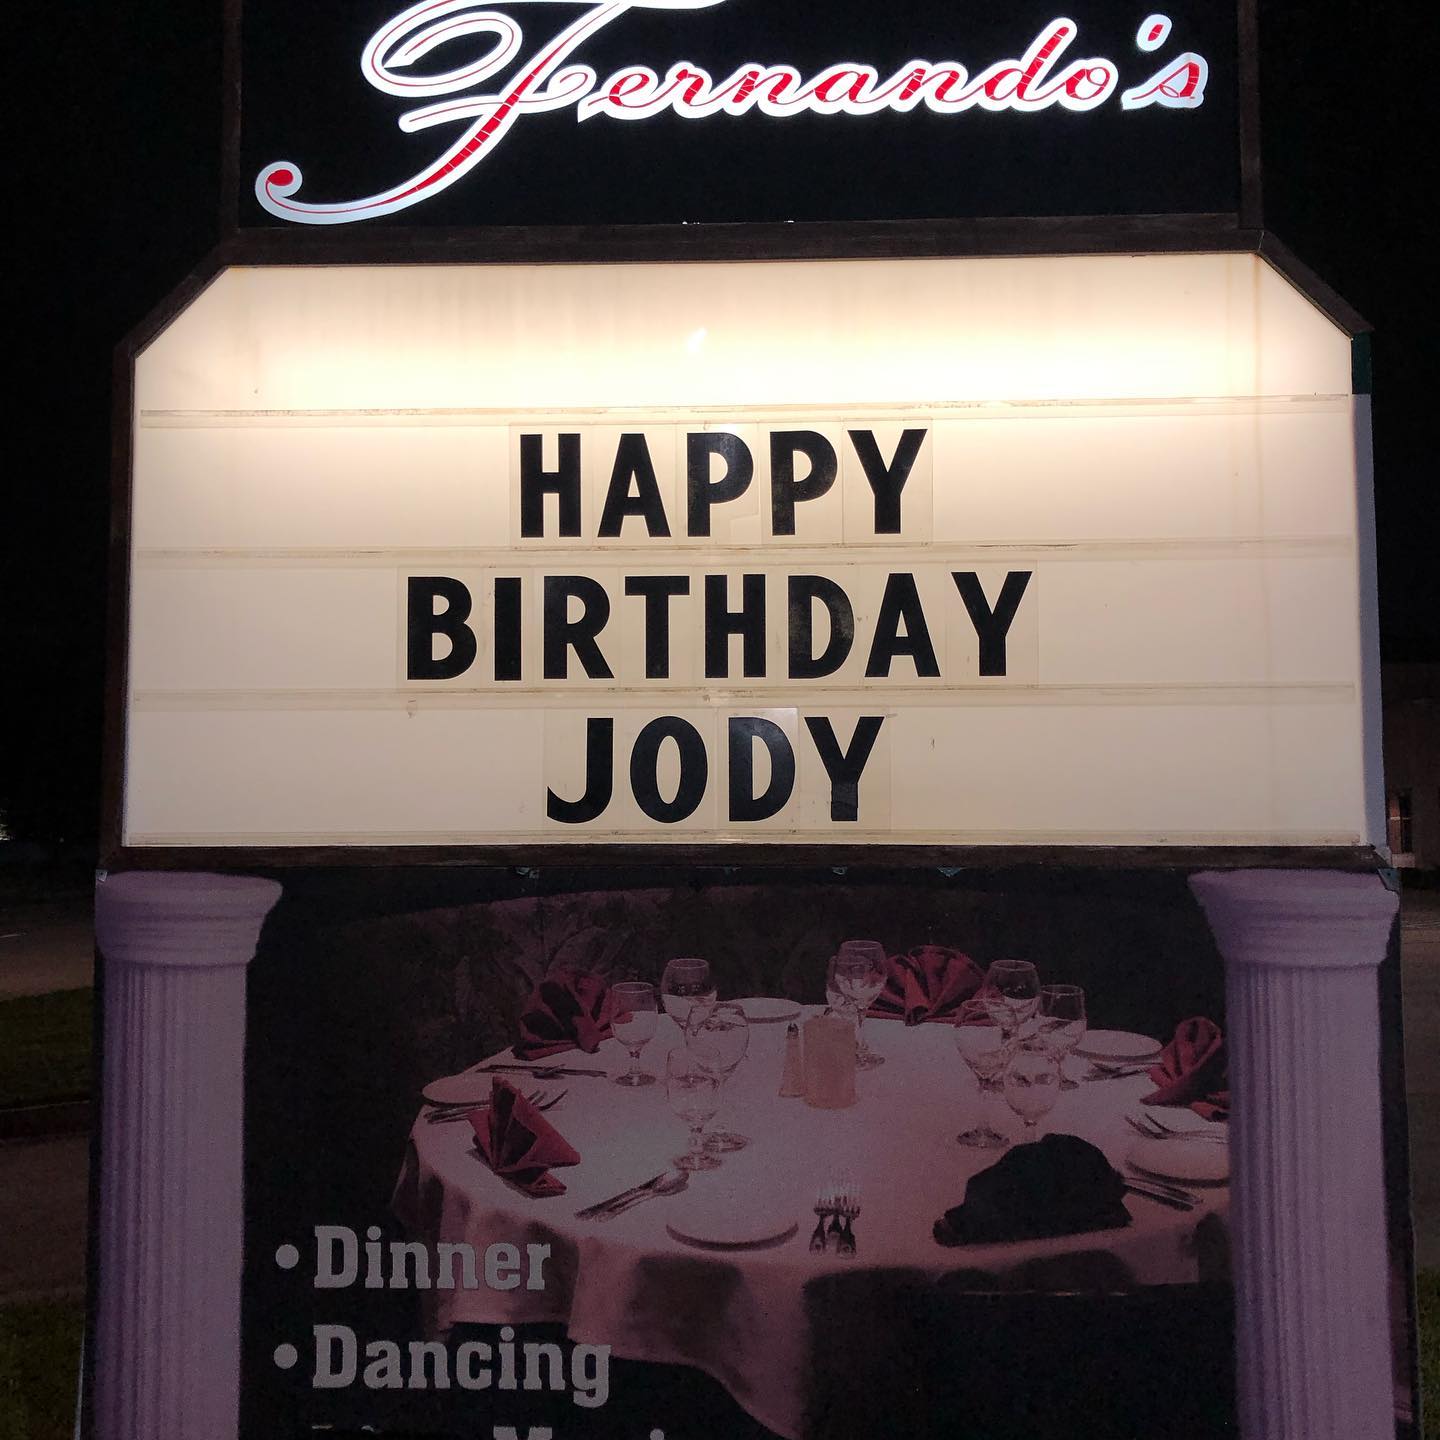 Fernando's
HAPPY
BIRTHDAY
JODY
• Dinner
• Dancing